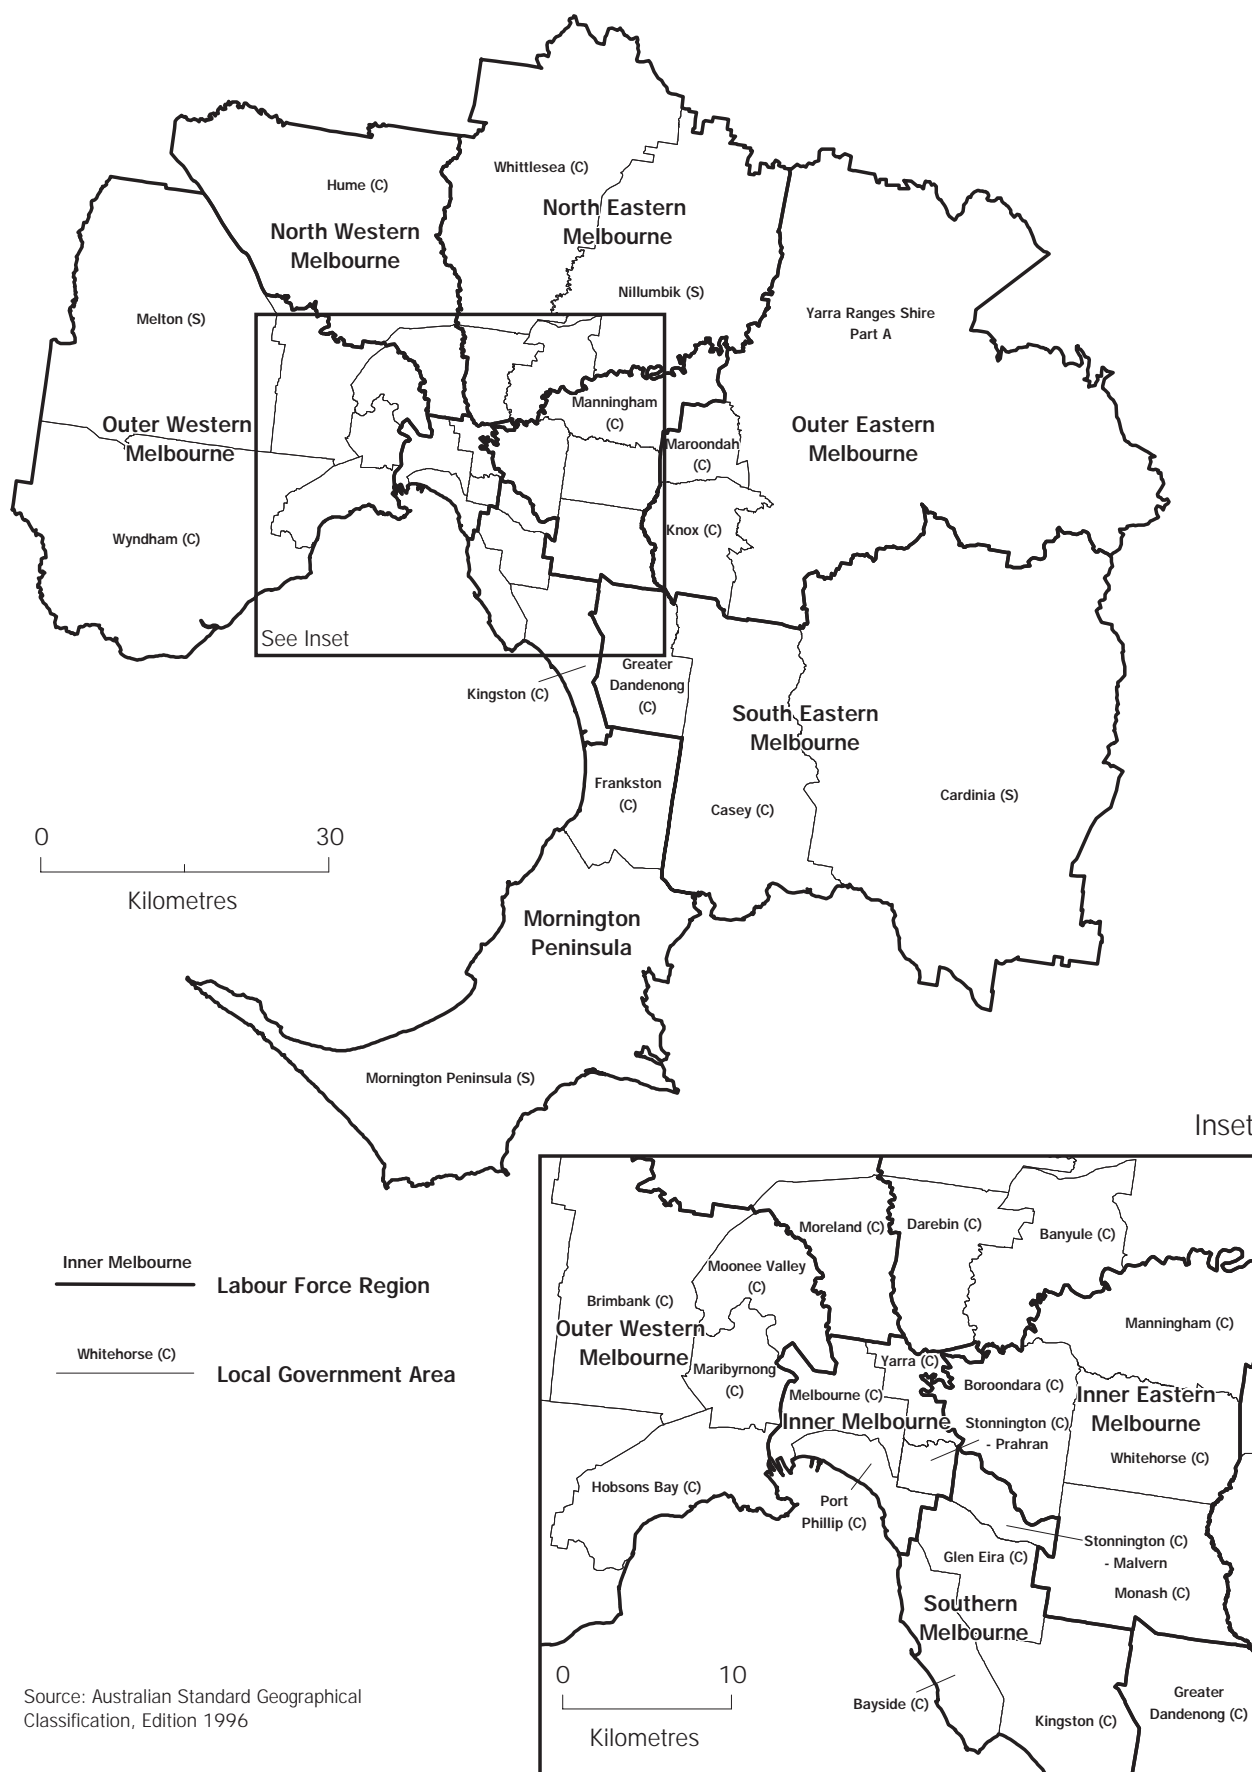 Whittlesea (C)
Hume (C)
North Eastern
Melbourne
North Western
Melbourne
Nillumbik (S)
Melton (S)
Yarra Ranges Shire
Part A
Manningham
(C)
Outer Western
Melbourne
Outer Eastern
Melbourne
Maroondah
(C)
Knox (C)
Wyndham (C)
See Inset
Greater
Dandenong
(C)
Kingston (C)
South Eastern
Melbourne
Frankston
(C)
Casey (C)
Cardinia (S)
0 30
Kilometres
Mornington
Peninsula
Mornington Peninsula (S)
Inset
Moreland (C)
Darebin (C)
Banyule (C)
Moonee Valley
(C)
Brimbank (C)
Manningham (C)
Outer Western
Melbourne
Yarra (C)
Maribyrnong
(C)
Boroondara (C)
Melbourne (C)
Inner Eastern
Melbourne
Inner Melbourne
Stonnington (C)
- Prahran
Whitehorse (C)
Hobsons Bay (C)
Port
Phillip (C)
Stonnington (C)
- Malvern
Glen Eira (C)
Monash (C)
Southern
Melbourne
Bayside (C)
Kingston (C)
Greater
Dandenong (C)
0 10
Kilometres
Inner Melbourne
Labour Force Region
Whitehorse (C)
Local Government Area
Source: Australian Standard Geographical
Classification, Edition 1996